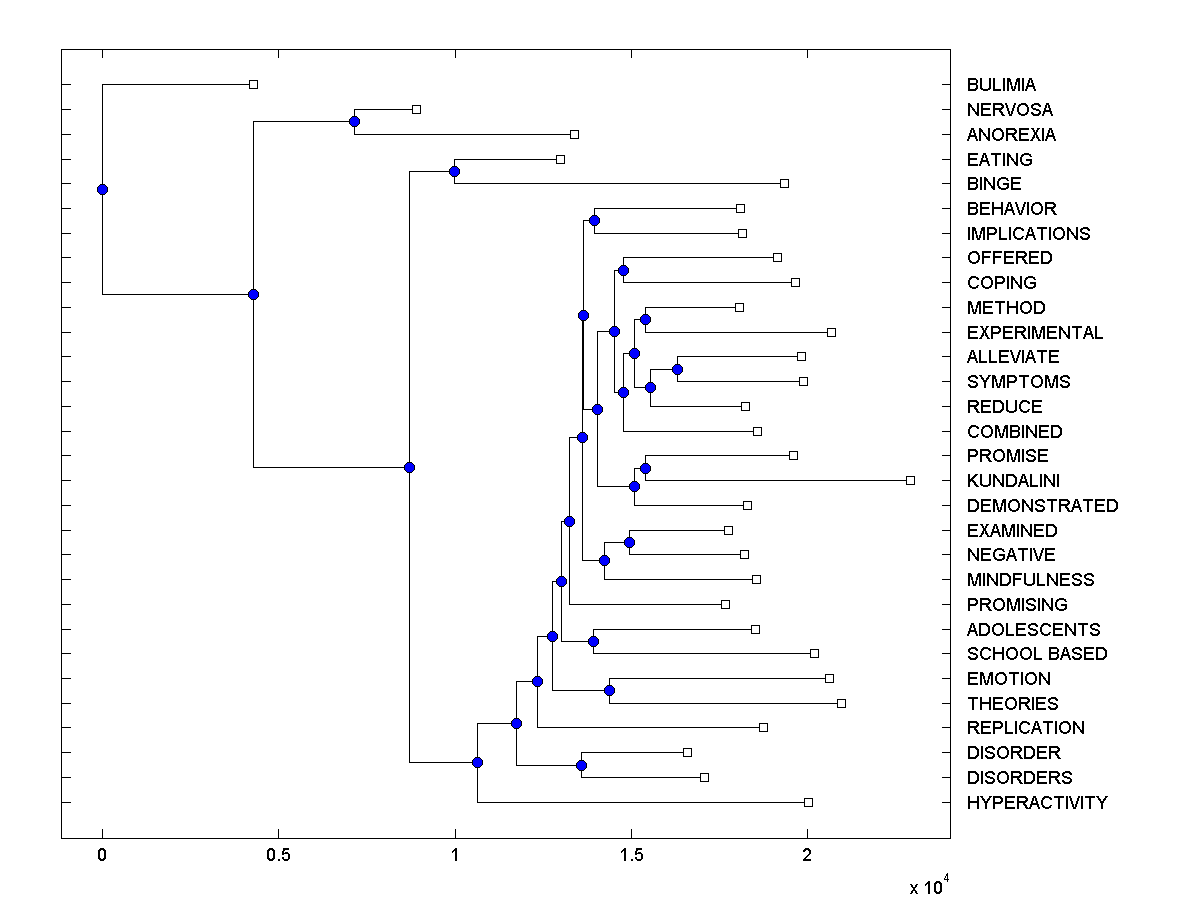 BULIMIA
NERVOSA
ANOREXIA
EATING
BINGE
BEHAVIOR
IMPLICATIONS
OFFERED
COPING
METHOD
EXPERIMENTAL
ALLEVIATE
SYMPTOMS
REDUCE
COMBINED
PROMISE
KUNDALINI
DEMONSTRATED
EXAMINED
NEGATIVE
MINDFULNESS
PROMISING
ADOLESCENTS
SCHOOL BASED
EMOTION
THEORIES
REPLICATION
DISORDER
DISORDERS
HYPERACTIVITY
0 0.5 1 1.5 2
x 10^4